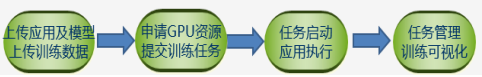 上传应用及模型
上传训练数据
申请GPU资源
提交训练任务
任务启动
应用执行
任务管理
训练可视化